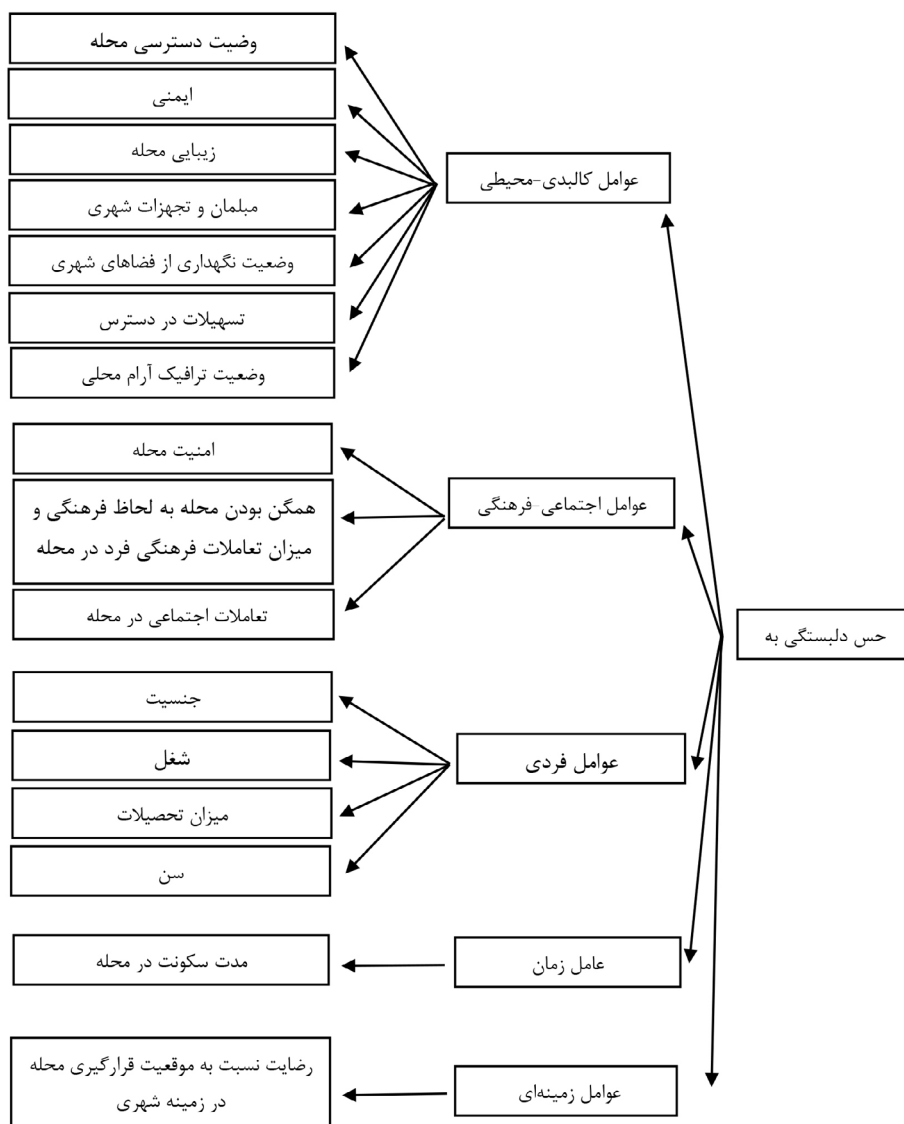 حس دلبستگی به
عوامل کالبدی-محیطی
وضیت دسترسی محله
ایمنی
زیبایی محله
مبلمان و تجهزات شهری
وضعیت نگهداری از فضاهای شهری
تسهیلات در دسترس
وضعیت ترافیک آرام محلی
عوامل اجتماعی-فرهنگی
امنیت محله
همگن بودن محله به لحاظ فرهنگی و
میزان تعاملات فرهنگی فرد در محله
تعاملات اجتماعی در محله
عوامل فردی
جنسیت
شغل
میزان تحصیلات
سن
عامل زمان
مدت سکونت در محله
عوامل زمینه‌ای
رضایت نسبت به موقعیت قرارگیری محله
در زمینه شهری